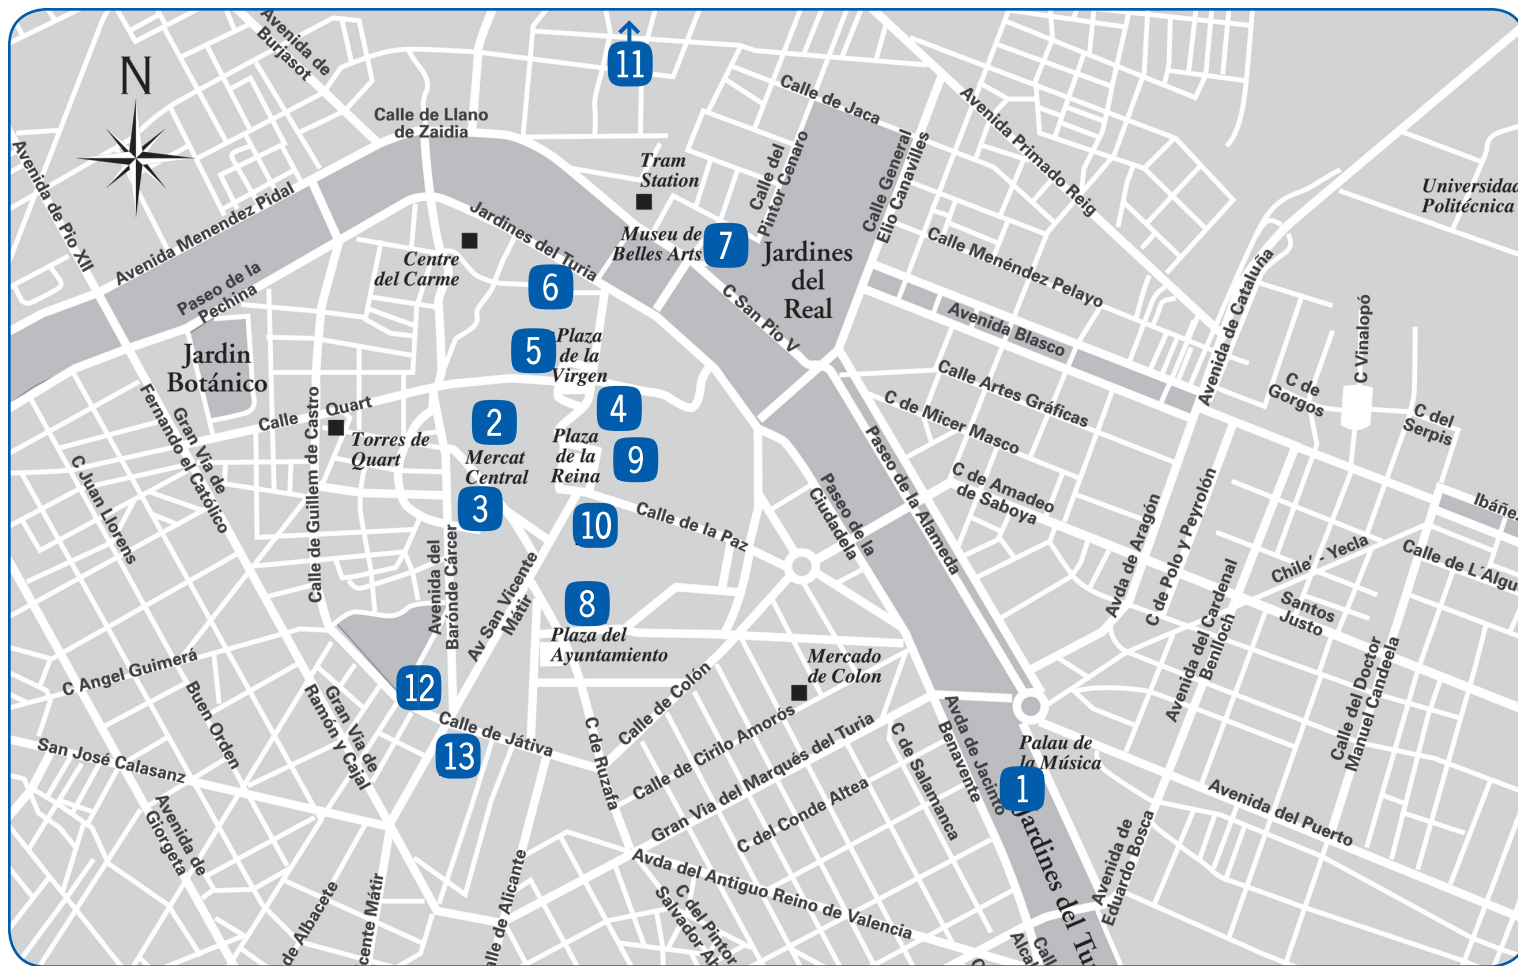 N
11
Avenida de
Burjasot
Calle de Llano
de Zaidia
Calle de Jaca
Avenida Primado Reig
Avenida de Pio XII
Avenida Menendez Pidal
Tram
Station
Calle del
Pintor Cenaro
Calle General
Elio Canavilles
Universidad
Politécnica
Jardines del Turia
Museu de
Belles Arts
7
Jardines
del
Real
Calle Menéndez Pelayo
Centre
del Carme
Paseo de la
Pechina
6
C San Pio V
Avenida Blasco
Avenida de Cataluña
C Vinalopó
Jardin
Botánico
5
Plaza
de la
Virgen
Calle Artes Gráficas
C de
Gorgos
C del
Serpis
Calle Quart
Torres de
Quart
2
Mercat
Central
4
Plaza
de la
Reina
9
C de Micer Masco
Gran Via de
Fernando el Católico
Calle de Guillem de Castro
C Juan Llorens
3
10
Calle de la Paz
Paseo de la
Ciudadela
Paseo de la Alameda
C de Amadeo
de Saboya
Avda de Aragón
C de Polo y Peyrolón
Ibáñe
Chile´ - Yecla
Calle de L´Algu
Avenida del
Barónde Cárcer
Av San Vicente
Mátir
8
Plaza del
Ayuntamiento
Santos
Justo
Avenida del Cardenal
Benlloch
Calle del Doctor
Manuel Candeela
C Angel Guimerá
Buen Orden
12
Mercado
de Colon
Gran Via de
Ramón y Cajal
Calle de Játiva
13
Calle de Colón
C de Ruzafa
Calle de Cirilo Amorós
Gran Via del Marqués del Turia
C de Salamanca
Avda de Jacinto
Benavente
Palau de
la Música
1
San José Calasanz
Avenida de
Giorgeta
C del Conde Altea
Avenida del Puerto
Jardines del Tu
Avenida de
Eduardo Bosca
Avda del Antiguo Reino de Valencia
C del Pintor
Salvador
de Albacete
cente Mátir
lle de Alicante